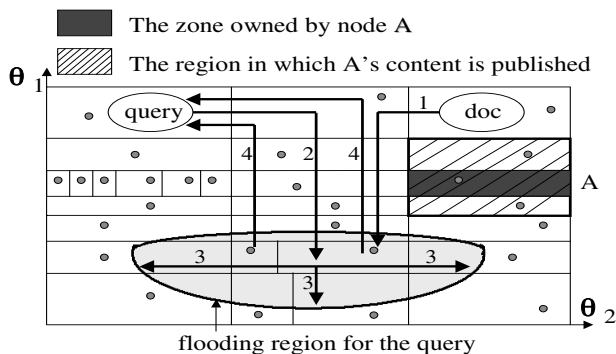 The zone owned by node A
The region in which A's content is published
θ 1
query
1
doc
4
2
4
A
3
3
3
θ 2
flooding region for the query